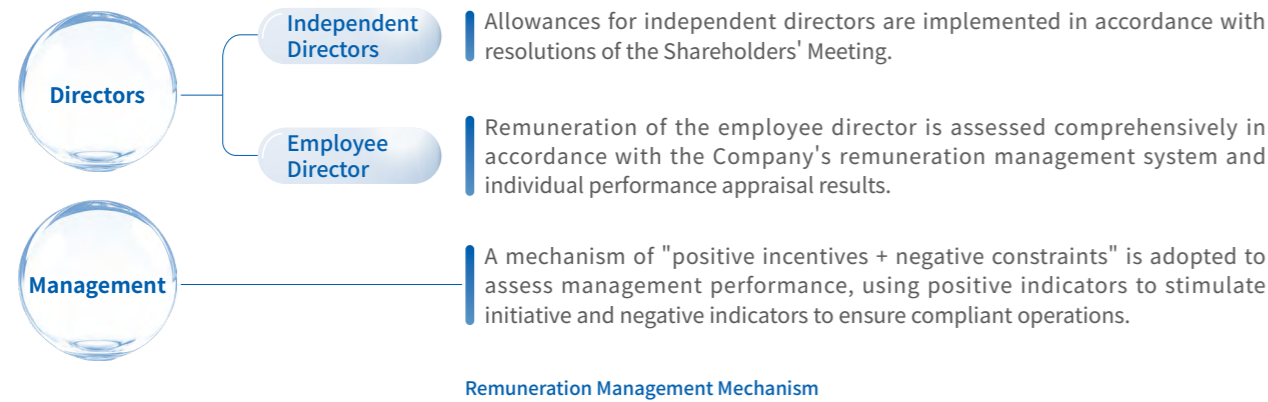 Directors
Independent
Directors
Allowances for independent directors are implemented in accordance with
resolutions of the Shareholders' Meeting.
Employee
Director
Remuneration of the employee director is assessed comprehensively in
accordance with the Company's remuneration management system and
individual performance appraisal results.
Management
A mechanism of "positive incentives + negative constraints" is adopted to
assess management performance, using positive indicators to stimulate
initiative and negative indicators to ensure compliant operations.
Remuneration Management Mechanism